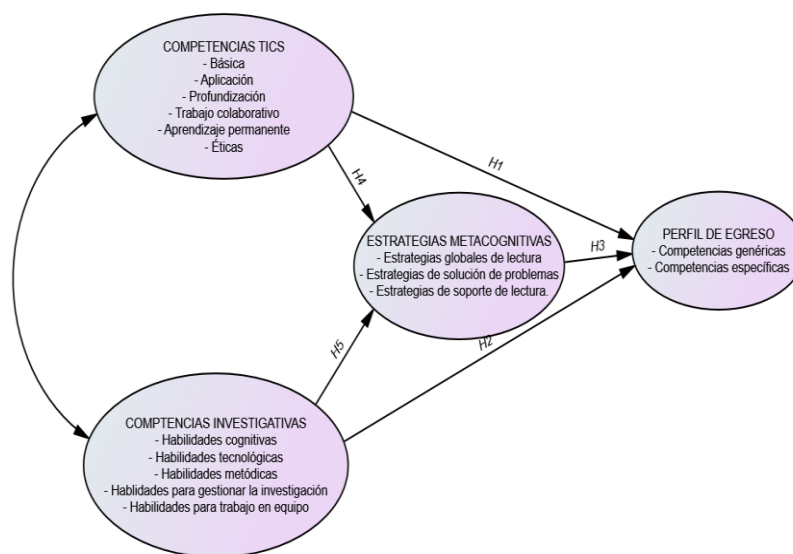 COMPETENCIAS TICS
- Básica
- Aplicación
- Profundización
- Trabajo colaborativo
- Aprendizaje permanente
- Éticas
H1
H4
ESTRATEGIAS METACOGNITIVAS
- Estrategias globales de lectura
- Estrategias de solución de problemas
- Estrategias de soporte de lectura.
H3
PERFIL DE EGRESO
- Competencias genéricas
- Competencias específicas
H5
H2
COMPTENCIAS INVESTIGATIVAS
- Habilidades cognitivas
- Habilidades tecnológicas
- Habilidades metódicas
- Hablidades para gestionar la investigación
- Habilidades para trabajo en equipo